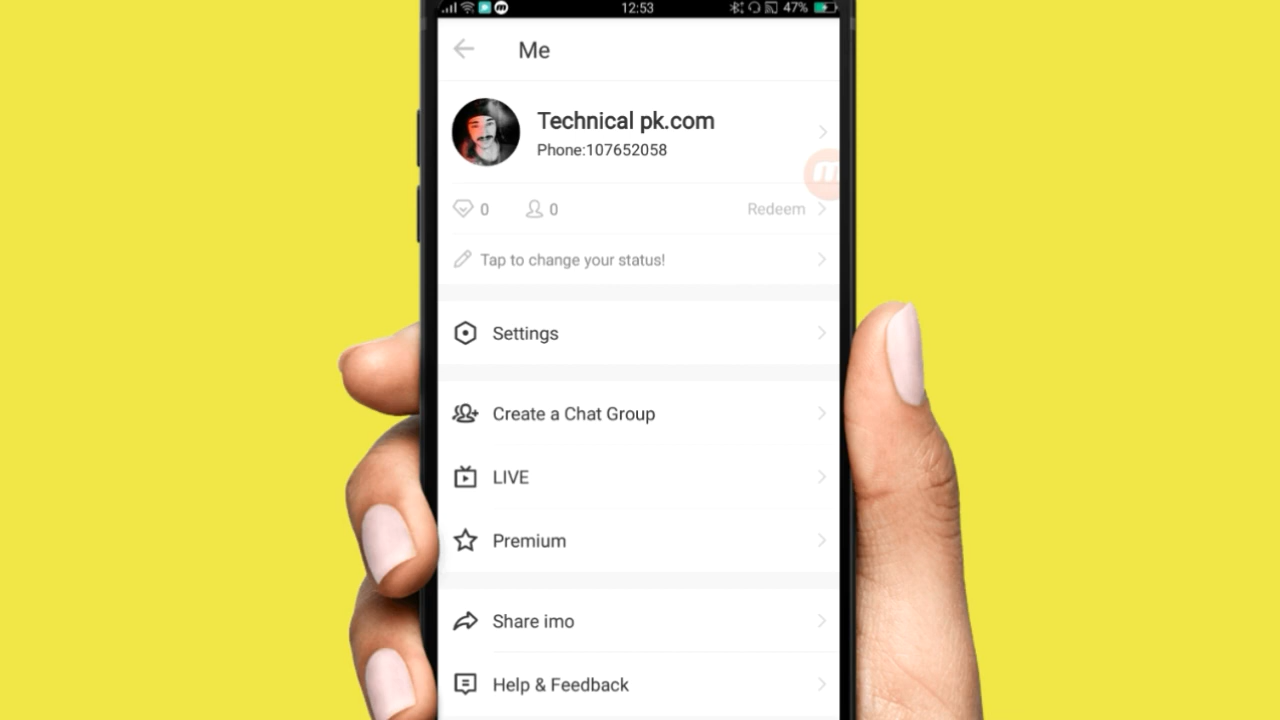 12:53
47%
Me
Technical pk.com
Phone:107652058
0
0
Redeem
Tap to change your status!
Settings
Create a Chat Group
LIVE
Premium
Share imo
Help & Feedback